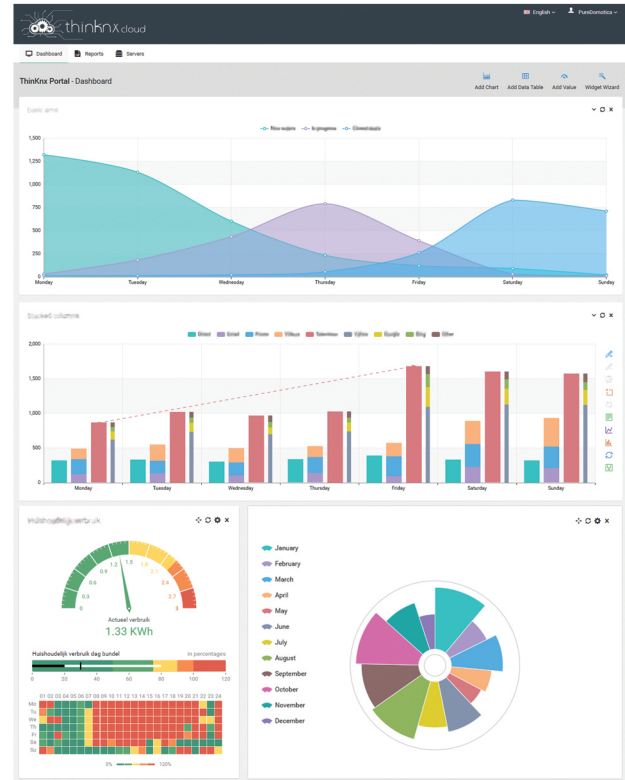 thinknx cloud
English
PureDomotica
Dashboard Reports Servers
ThinKnx Portal - Dashboard
Add Chart Add Data Table Add Value Widget Wizard
1,500
1,250
1,000
750
500
250
0
Monday Tuesday Wednesday Thursday Friday Saturday Sunday
Stacked columns
Direct Email Private Google Bing Other
2,000
1,500
1,000
500
0
Monday Tuesday Wednesday Thursday Friday Saturday Sunday
0 0.3 0.6 0.9 1.2 1.5 1.8 2.1 2.4 2.7 3
Actueel verbruik
1.33 KWh
Huishoudelijk verbruik dag bundel In percentages
0 20 40 60 80 100 120
01 02 03 04 05 06 07 08 09 10 11 12 13 14 15 16 17 18 19 20 21 22 23 24
Mo
Tu
We
Th
Fr
Sa
Su
0% 100%
January
February
March
April
May
June
July
August
September
October
November
December